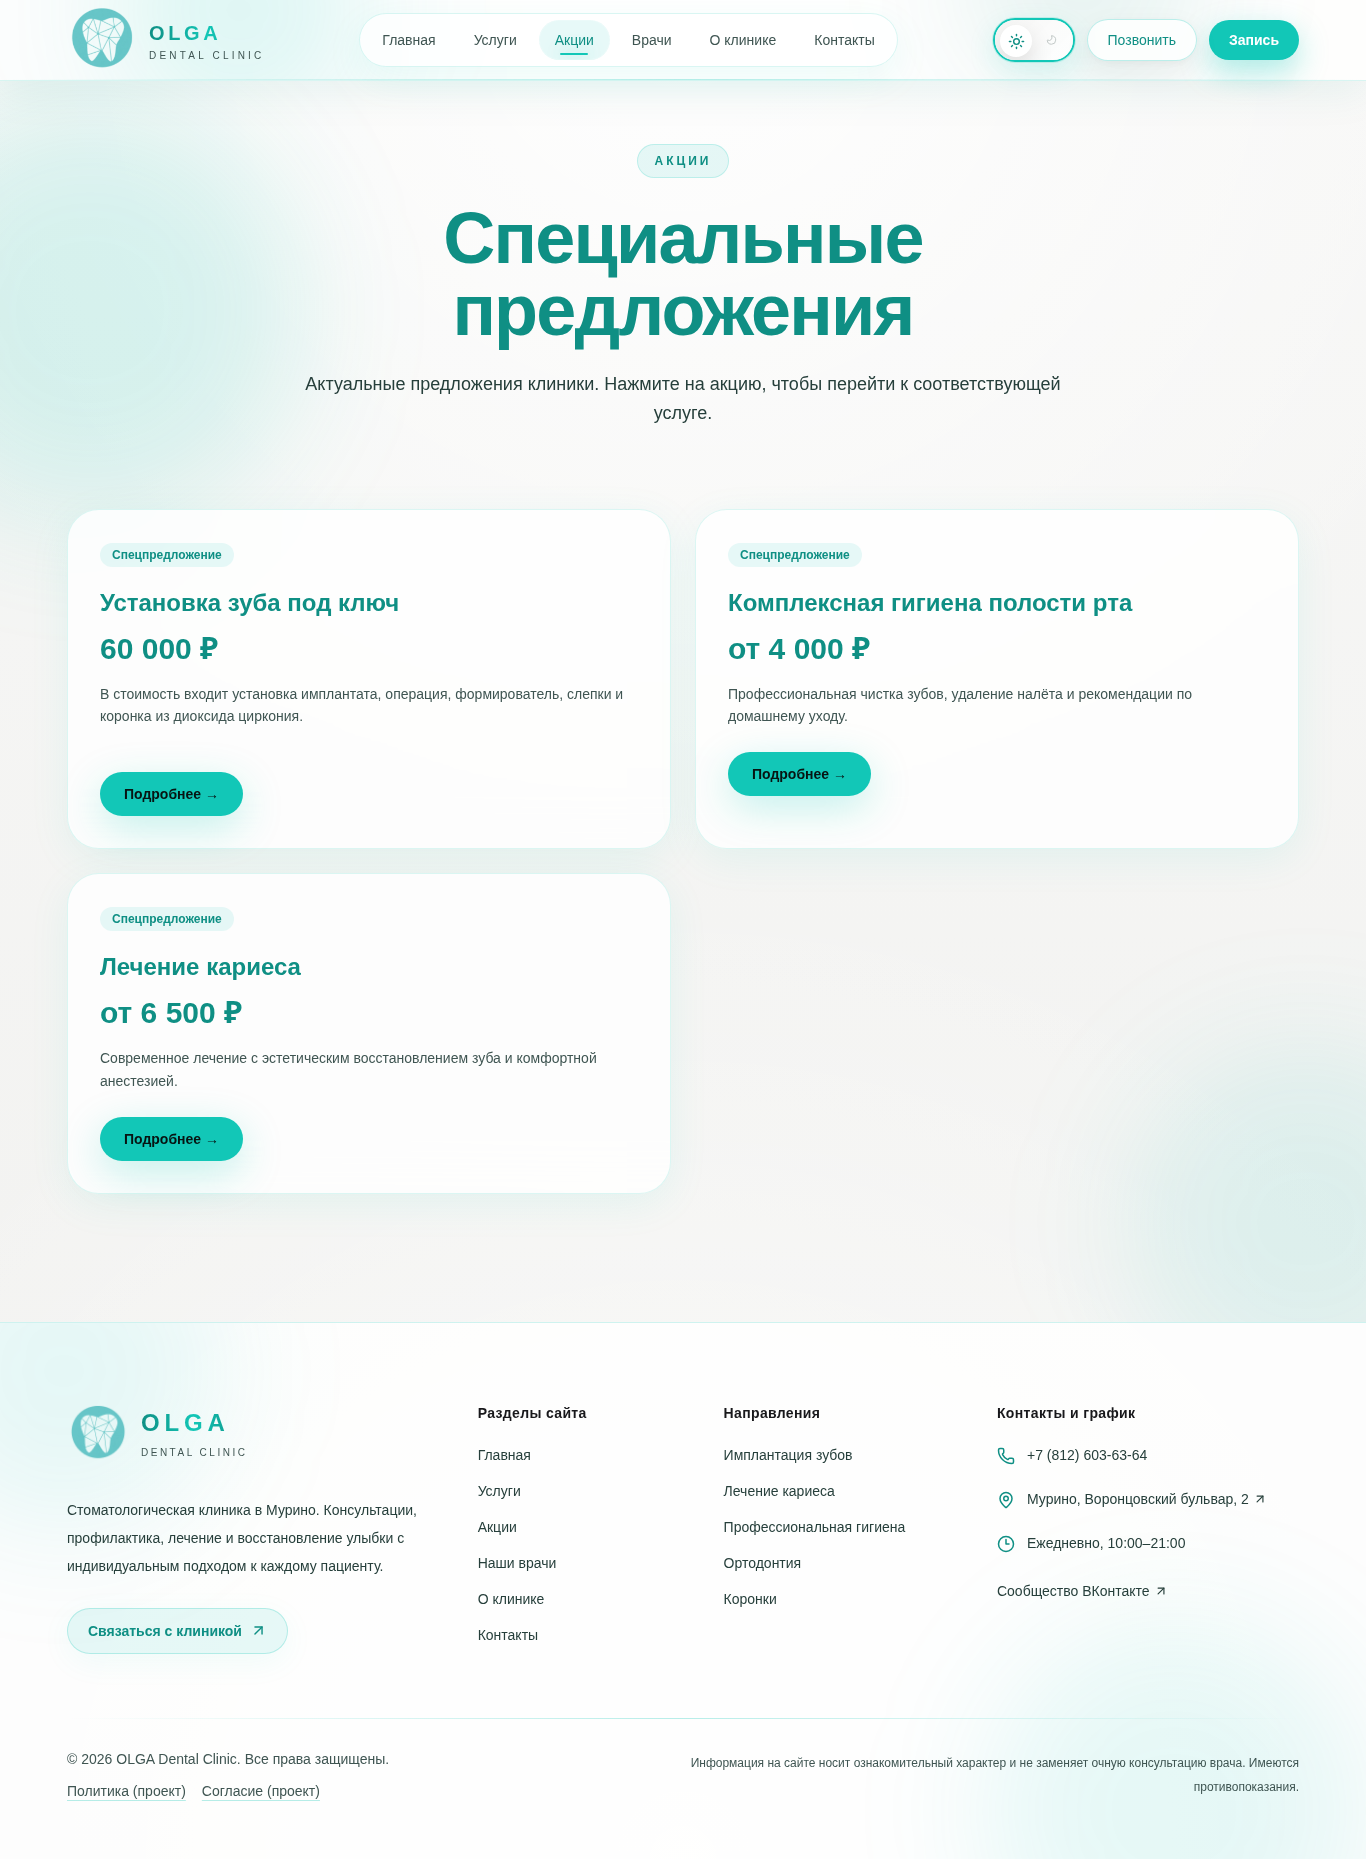 OLGA
DENTAL CLINIC
Главная
Услуги
Акции
Врачи
О клинике
Контакты
Позвонить
Запись
АКЦИИ
Специальные
предложения
Актуальные предложения клиники. Нажмите на акцию, чтобы перейти к соответствующей
услуге.
Спецпредложение
Установка зуба под ключ
60 000 ₽
В стоимость входит установка имплантата, операция, формирователь, слепки и
коронка из диоксида циркония.
Подробнее →
Спецпредложение
Комплексная гигиена полости рта
от 4 000 ₽
Профессиональная чистка зубов, удаление налёта и рекомендации по
домашнему уходу.
Подробнее →
Спецпредложение
Лечение кариеса
от 6 500 ₽
Современное лечение с эстетическим восстановлением зуба и комфортной
анестезией.
Подробнее →
OLGA
DENTAL CLINIC
Стоматологическая клиника в Мурино. Консультации,
профилактика, лечение и восстановление улыбки с
индивидуальным подходом к каждому пациенту.
Связаться с клиникой
Разделы сайта
Главная
Услуги
Акции
Наши врачи
О клинике
Контакты
Направления
Имплантация зубов
Лечение кариеса
Профессиональная гигиена
Ортодонтия
Коронки
Контакты и график
+7 (812) 603-63-64
Мурино, Воронцовский бульвар, 2
Ежедневно, 10:00–21:00
Сообщество ВКонтакте
© 2026 OLGA Dental Clinic. Все права защищены.
Политика (проект)
Согласие (проект)
Информация на сайте носит ознакомительный характер и не заменяет очную консультацию врача. Имеются
противопоказания.